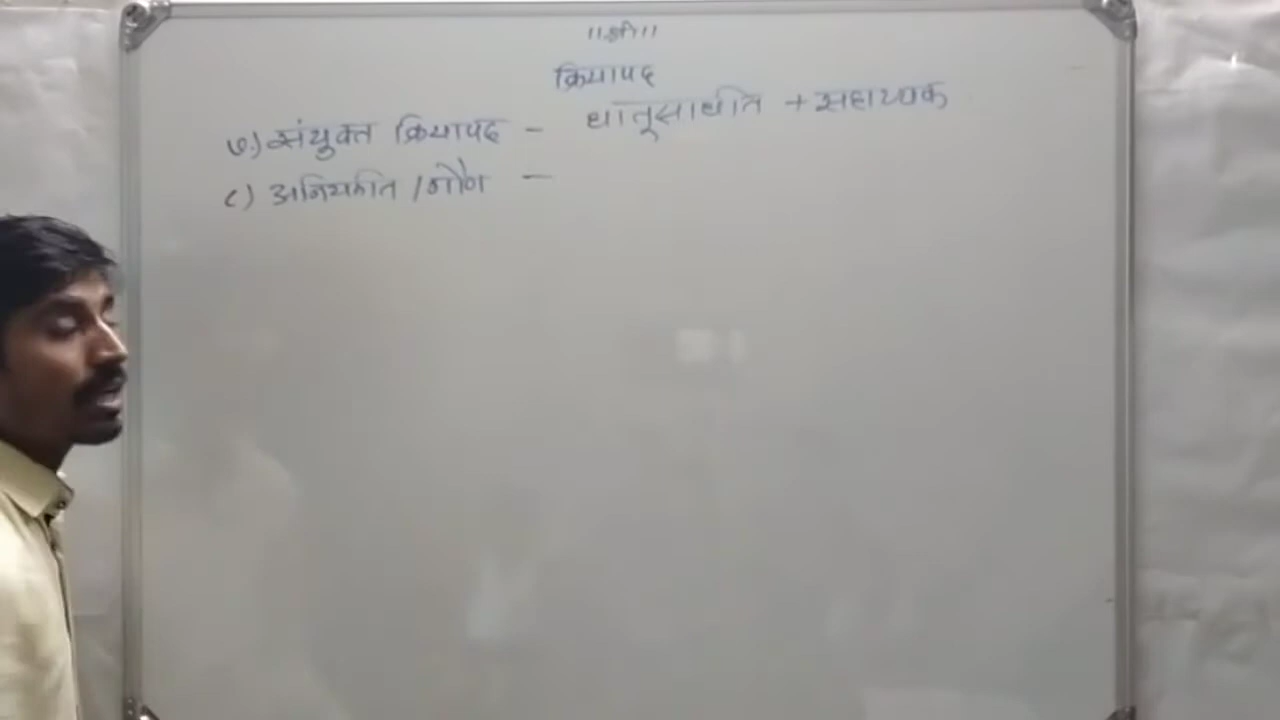 ।।श्री।।
क्रियापद
७) संयुक्त क्रियापद - धातूसाधीत + सहाय्यक
८) अनियमीत / गौण -